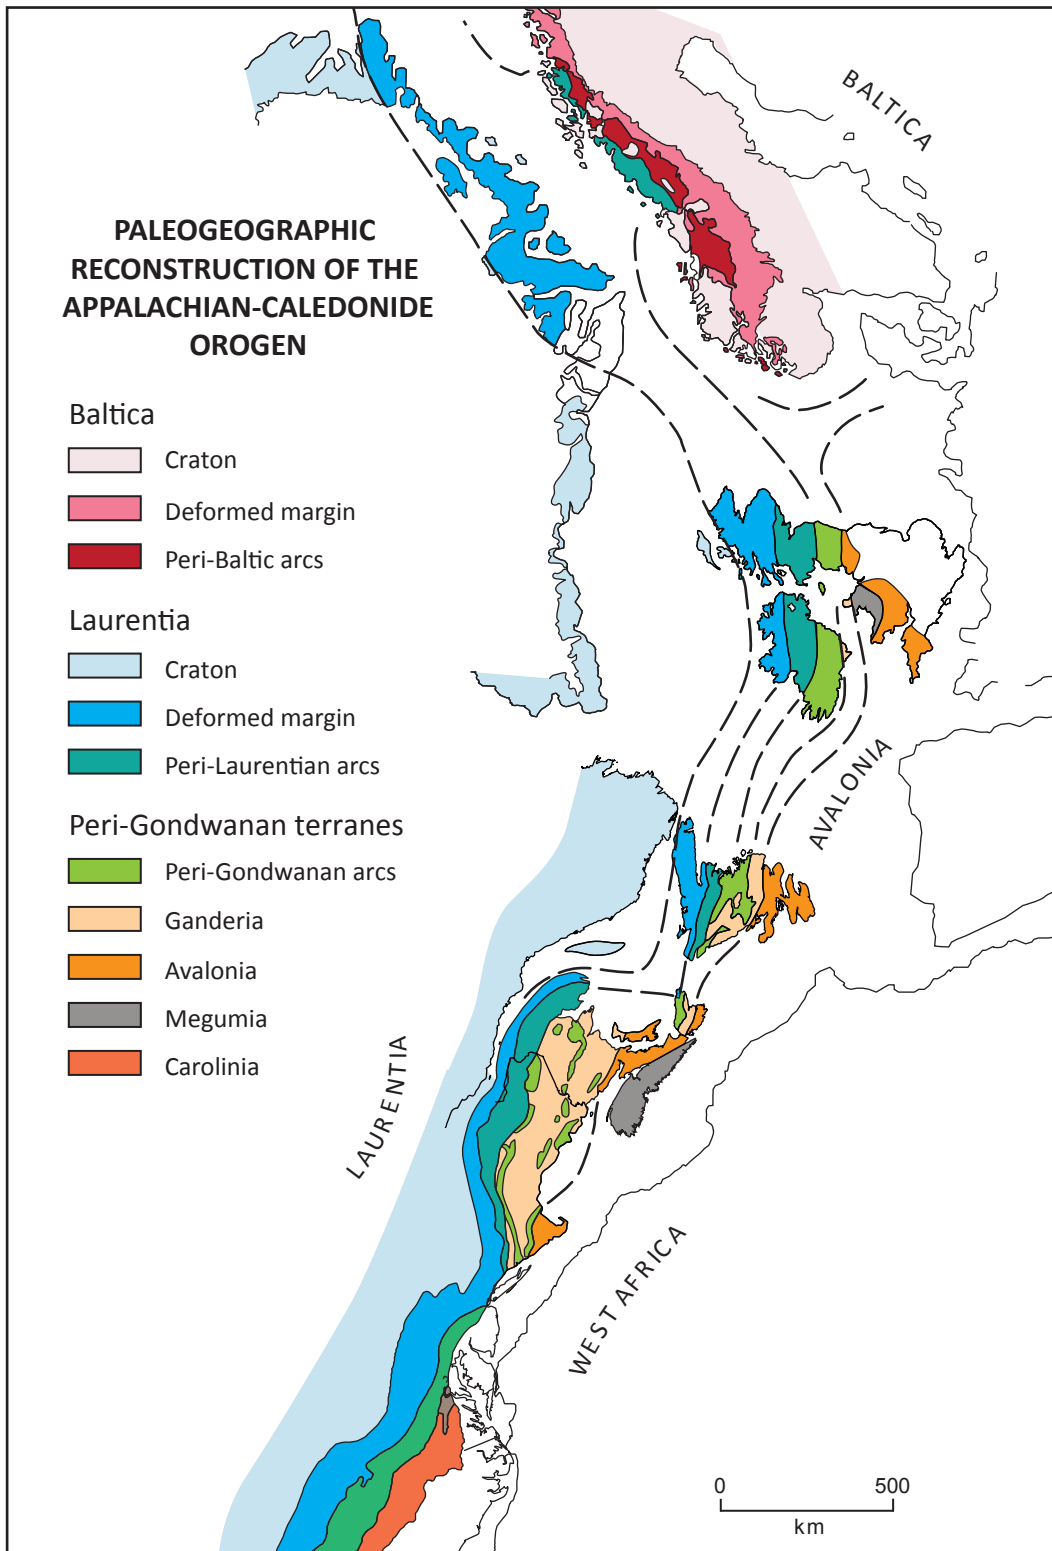 PALEOGEOGRAPHIC
RECONSTRUCTION OF THE
APPALACHIAN-CALEDONIDE
OROGEN
BALTICA
Baltica
Craton
Deformed margin
Peri-Baltic arcs
Laurentia
Craton
Deformed margin
Peri-Laurentian arcs
Peri-Gondwanan terranes
Peri-Gondwanan arcs
Ganderia
Avalonia
Megumia
Carolinia
AVALONIA
LAURENTIA
WEST AFRICA
0 500
km